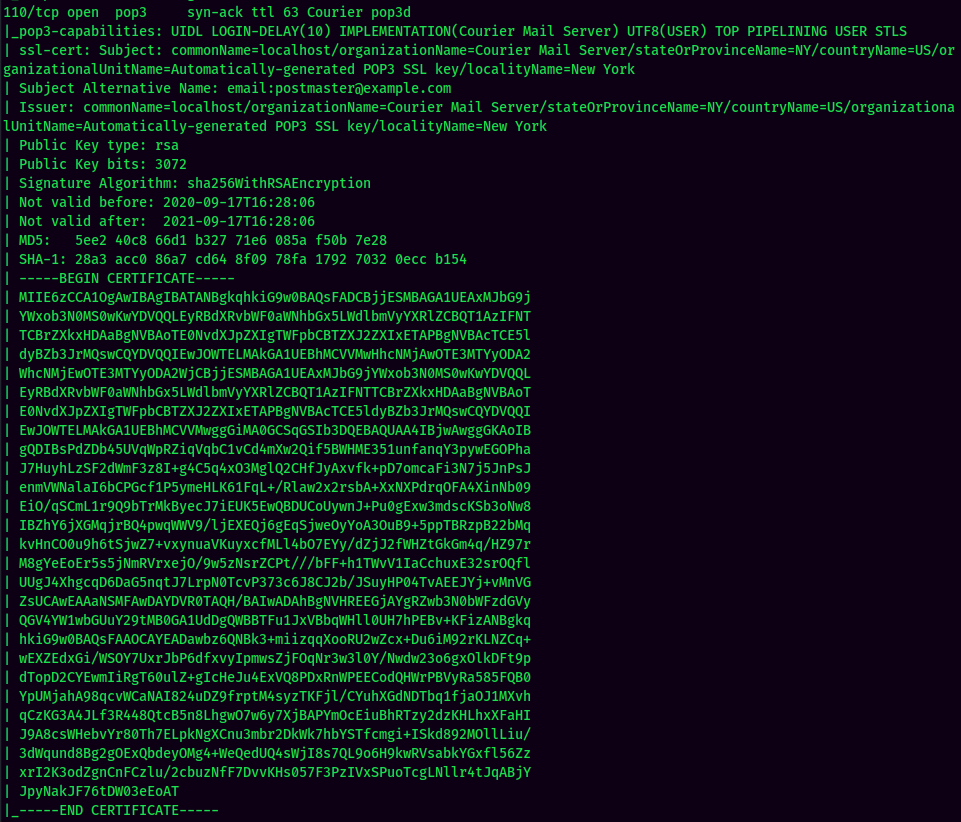 110/tcp open  pop3     syn-ack ttl 63 Courier pop3d
|_pop3-capabilities: UIDL LOGIN-DELAY(10) IMPLEMENTATION(Courier Mail Server) UTF8(USER) TOP PIPELINING USER STLS
| ssl-cert: Subject: commonName=localhost/organizationName=Courier Mail Server/stateOrProvinceName=NY/countryName=US/or
ganizationalUnitName=Automatically-generated POP3 SSL key/localityName=New York
| Subject Alternative Name: email:postmaster@example.com
| Issuer: commonName=localhost/organizationName=Courier Mail Server/stateOrProvinceName=NY/countryName=US/organizationa
lUnitName=Automatically-generated POP3 SSL key/localityName=New York
| Public Key type: rsa
| Public Key bits: 3072
| Signature Algorithm: sha256WithRSAEncryption
| Not valid before: 2020-09-17T16:28:06
| Not valid after:  2021-09-17T16:28:06
| MD5:   5ee2 40c8 66d1 b327 71e6 085a f50b 7e28
| SHA-1: 28a3 acc0 86a7 cd64 8f09 78fa 1792 7032 0ecc b154
| -----BEGIN CERTIFICATE-----
| MIIE6zCCA1OgAwIBAgIBATANBgkqhkiG9w0BAQsFADCBjjESMBAGA1UEAxMJbG9j
| YWxob3N0MS0wKwYDVQQLEyRBdXRvbWF0aWNhbGx5LWdlbmVyYXRlZCBQT1AzIFNT
| TCBrZXkxHDAaBgNVBAoTE0NvdXJpZXIgTWFpbCBTZXJ2ZXIxETAPBgNVBAcTCE5l
| dyBZb3JrMQswCQYDVQQIEwJOWTELMAkGA1UEBhMCVVMwHhcNMjAwOTE3MTYyODA2
| WhcNMjEwOTE3MTYyODA2WjCBjjESMBAGA1UEAxMJbG9jYWxob3N0MS0wKwYDVQQL
| EyRBdXRvbWF0aWNhbGx5LWdlbmVyYXRlZCBQT1AzIFNTTCBrZXkxHDAaBgNVBAoT
| E0NvdXJpZXIgTWFpbCBTZXJ2ZXIxETAPBgNVBAcTCE5ldyBZb3JrMQswCQYDVQQI
| EwJOWTELMAkGA1UEBhMCVVMwggGiMA0GCSqGSIb3DQEBAQUAA4IBjwAwggGKAoIB
| gQDIBsPdZDb45UVqWpRZiqVqbC1vCd4mXw2Qif5BWHME351unfanqY3pywEGOPha
| J7HuyhLzSF2dWmF3z8I+g4C5q4xO3MglQ2CHfJyAxvfk+pD7omcaFi3N7j5JnPsJ
| enmVWNalaI6bCPGcf1P5ymeHLK61FqL+/Rlaw2x2rsbA+XxNXPdrqOFA4XinNb09
| EiO/qSCmL1r9Q9bTrMkByecJ7iEUK5EwQBDUCoUywnJ+Pu0gExw3mdscKSb3oNw8
| IBZhY6jXGMqjrBQ4pwqWWV9/ljEXEQj6gEqSjweOyYoA3OuB9+5ppTBRzpB22bMq
| kvHnCO0u9h6tSjwZ7+vxynuaVKuyxcfMLl4bO7EYy/dZjJ2fWHZtGkGm4q/HZ97r
| M8gYeEoEr5s5jNmRVrxejO/9w5zNsrZCPt///bFF+h1TWvV1IaCchuxE32srOQfl
| UUgJ4XhgcqD6DaG5nqtJ7LrpN0TcvP373c6J8CJ2b/JSuyHP04TvAEEJYj+vMnVG
| ZsUCAwEAAaNSMFAwDAYDVR0TAQH/BAIwADAhBgNVHREEGjAYgRZwb3N0bWFzdGVy
| QGV4YW1wbGUuY29tMB0GA1UdDgQWBBTFu1JxVBbqWHll0UH7hPEBv+KFizANBgkq
| hkiG9w0BAQsFAAOCAYEADawbz6QNBk3+miizqqXooRU2wZcx+Du6iM92rKLNZCq+
| wEXZEdxGi/WSOY7UxrJbP6dfxvyIpmwsZjFOqNr3w3l0Y/Nwdw23o6gxOlkDFt9p
| dTopD2CYEwmIiRgT60ulZ+gIcHeJu4ExVQ8PDxRnWPEECodQHWrPBVyRa585FQB0
| YpUMjahA98qcvWCaNAI824uDZ9frptM4syzTKFjl/CYuhXGdNDTbq1fjaOJ1MXvh
| qCzKG3A4JLf3R448QtcB5n8LhgwO7w6y7XjBAPYmOcEiuBhRTzy2dzKHLhxXFaHI
| J9A8csWHebvYr80Th7ELpkNgXCnu3mbr2DkWk7hbYSTfcmgi+ISkd892MOllLiu/
| 3dWqund8Bg2gOExQbdeyOMg4+WeQedUQ4sWjI8s7QL9o6H9kwRVsabkYGxfl56Zz
| xrI2K3odZgnCnFCzlu/2cbuzNfF7DvvKHs057F3PzIVxSPuoTcgLNllr4tJqABjY
| JpyNakJF76tDW03eEoAT
|_-----END CERTIFICATE-----